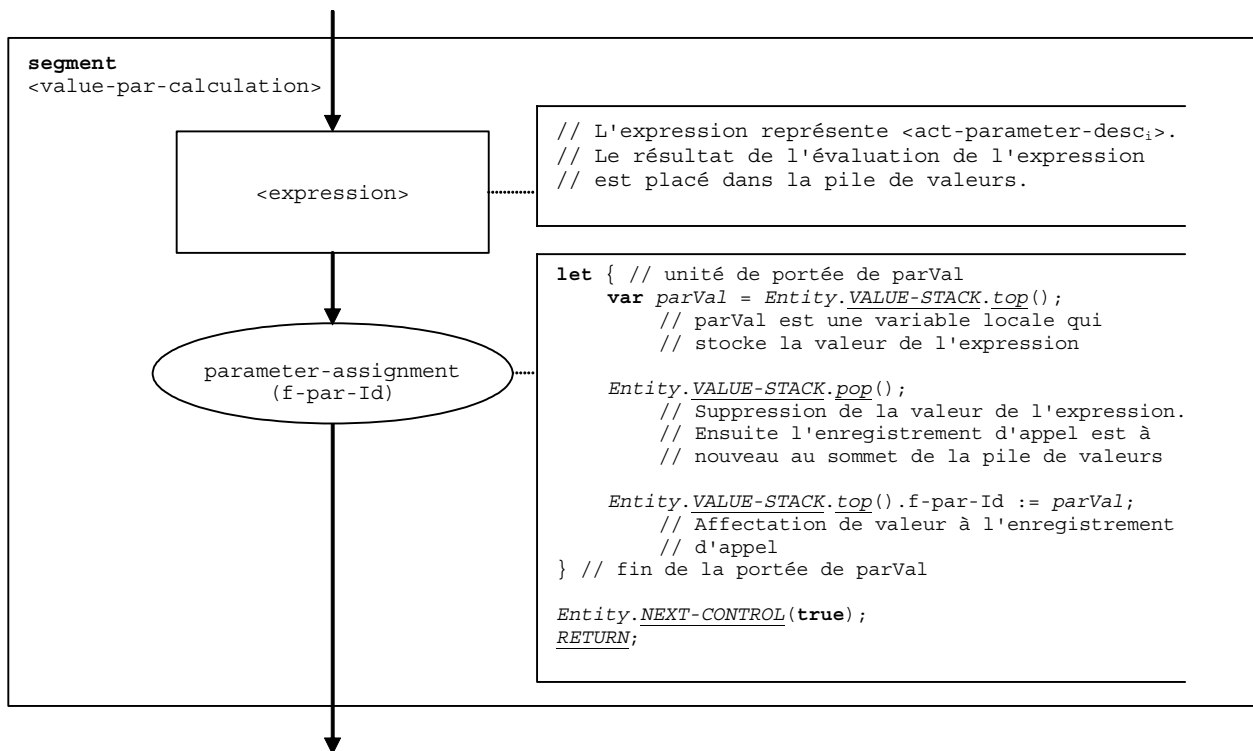 segment
<value-par-calculation>
<expression>
// L'expression représente <act-parameter-desci>.
// Le résultat de l'évaluation de l'expression
// est placé dans la pile de valeurs.
parameter-assignment
(f-par-Id)
let { // unité de portée de parVal
var parVal = Entity.VALUE-STACK.top();
// parVal est une variable locale qui
// stocke la valeur de l'expression
Entity.VALUE-STACK.pop();
// Suppression de la valeur de l'expression.
// Ensuite l'enregistrement d'appel est à
// nouveau au sommet de la pile de valeurs
Entity.VALUE-STACK.top().f-par-Id := parVal;
// Affectation de valeur à l'enregistrement
// d'appel
} // fin de la portée de parVal
Entity.NEXT-CONTROL(true);
RETURN;